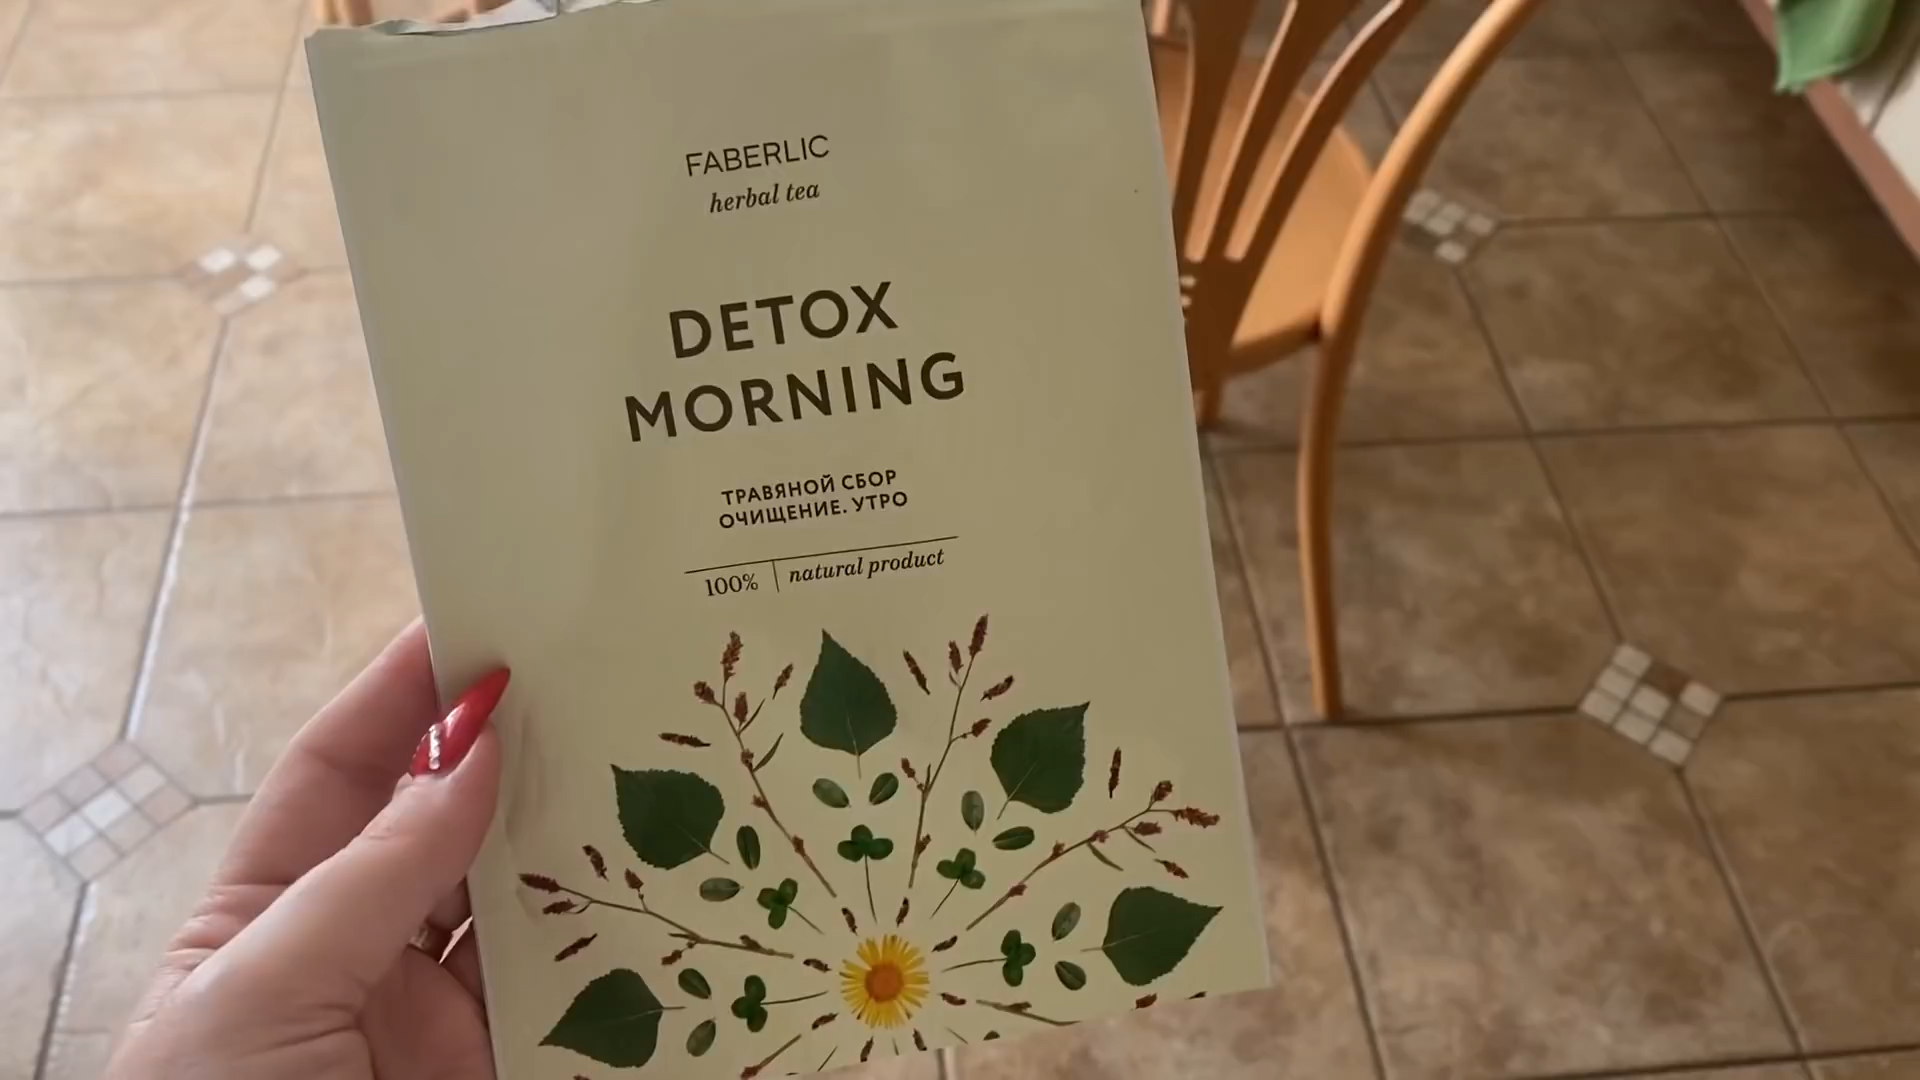 FABERLIC
herbal tea
DETOX
MORNING
ТРАВЯНОЙ СБОР
ОЧИЩЕНИЕ. УТРО
100% natural product